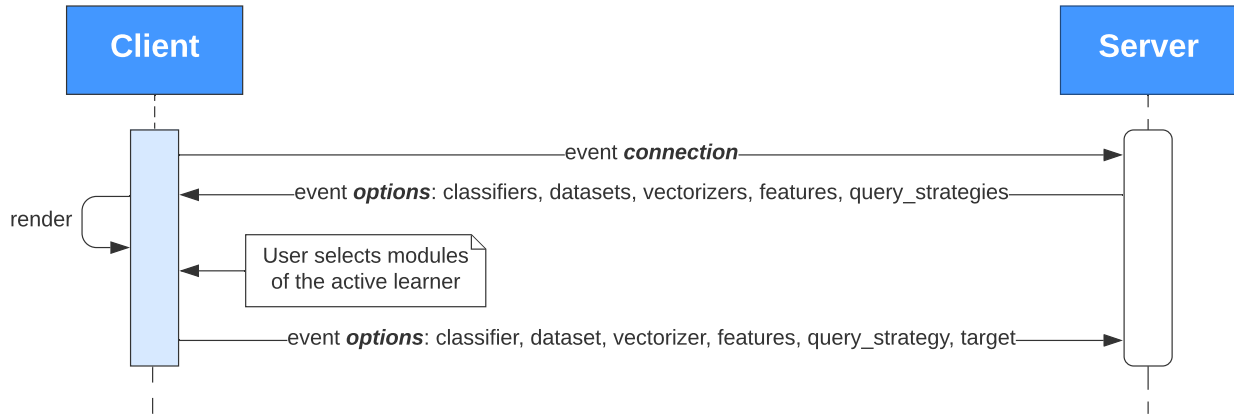 Client
Server
event connection
event options: classifiers, datasets, vectorizers, features, query_strategies
render
User selects modules
of the active learner
event options: classifier, dataset, vectorizer, features, query_strategy, target